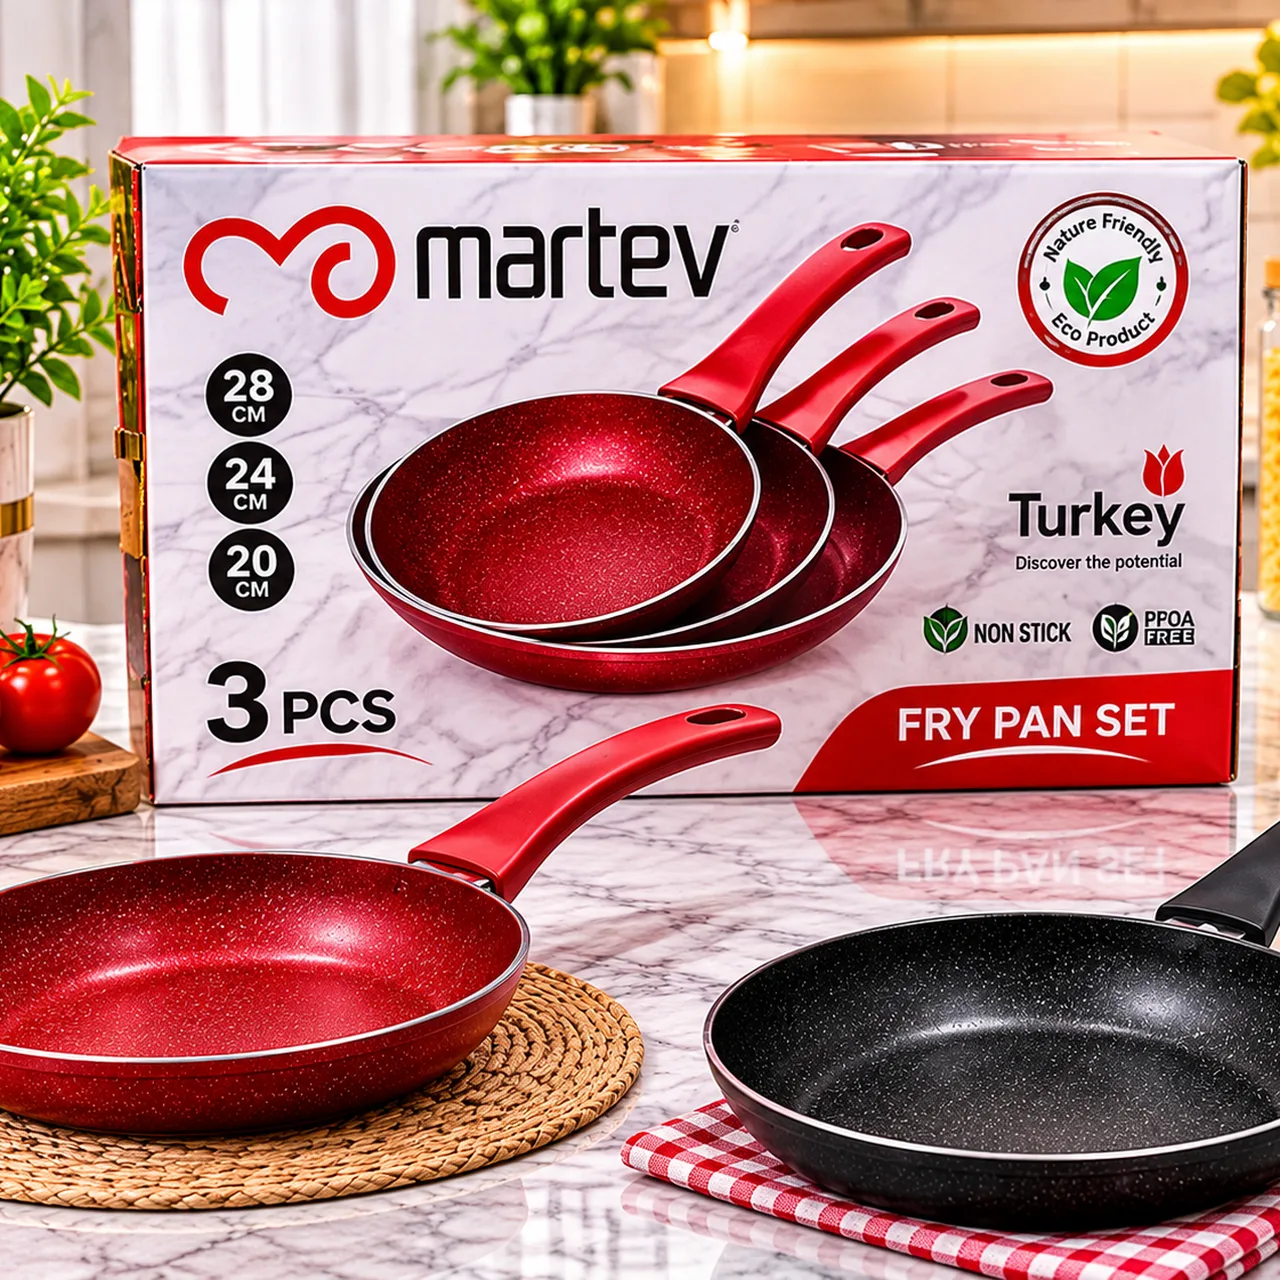 martev
Nature Friendly
Eco Product
28
CM
24
CM
20
CM
Turkey
Discover the potential
NON STICK
PPOA
FREE
3 PCS
FRY PAN SET